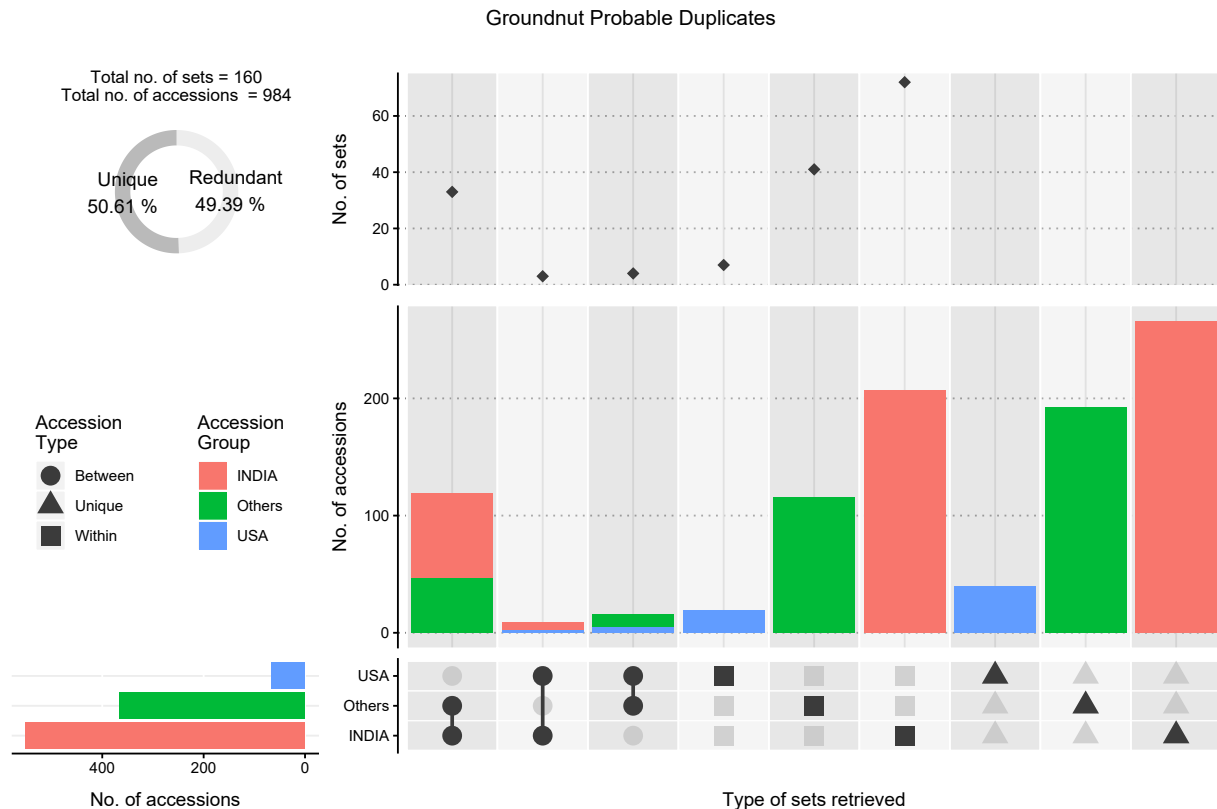 Groundnut Probable Duplicates
Total no. of sets = 160
Total no. of accessions  = 984
Unique
50.61 %
Redundant
49.39 %
No. of sets
60
40
20
0
No. of accessions
200
100
0
Accession
Type
Between
Unique
Within
Accession
Group
INDIA
Others
USA
USA
Others
INDIA
400
200
0
No. of accessions
Type of sets retrieved